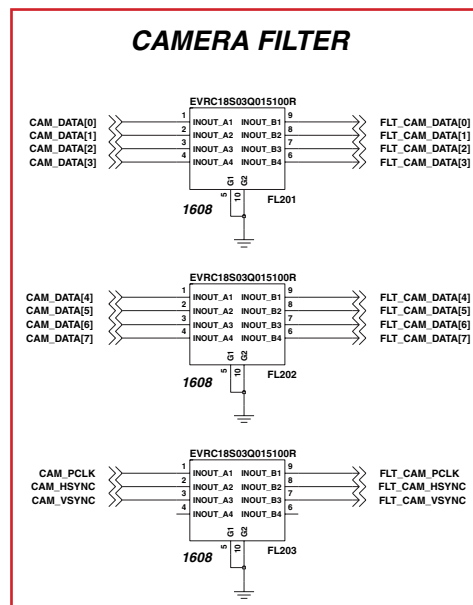 CAMERA FILTER
EVRC18S03Q015100R
CAM_DATA[0] 1 INOUT_A1 INOUT_B1 9 FLT_CAM_DATA[0]
CAM_DATA[1] 2 INOUT_A2 INOUT_B2 8 FLT_CAM_DATA[1]
CAM_DATA[2] 3 INOUT_A3 INOUT_B3 7 FLT_CAM_DATA[2]
CAM_DATA[3] 4 INOUT_A4 INOUT_B4 6 FLT_CAM_DATA[3]
G1 G2
5 10
1608 FL201
EVRC18S03Q015100R
CAM_DATA[4] 1 INOUT_A1 INOUT_B1 9 FLT_CAM_DATA[4]
CAM_DATA[5] 2 INOUT_A2 INOUT_B2 8 FLT_CAM_DATA[5]
CAM_DATA[6] 3 INOUT_A3 INOUT_B3 7 FLT_CAM_DATA[6]
CAM_DATA[7] 4 INOUT_A4 INOUT_B4 6 FLT_CAM_DATA[7]
G1 G2
5 10
1608 FL202
EVRC18S03Q015100R
CAM_PCLK 1 INOUT_A1 INOUT_B1 9 FLT_CAM_PCLK
CAM_HSYNC 2 INOUT_A2 INOUT_B2 8 FLT_CAM_HSYNC
CAM_VSYNC 3 INOUT_A3 INOUT_B3 7 FLT_CAM_VSYNC
4 INOUT_A4 INOUT_B4 6
G1 G2
5 10
1608 FL203